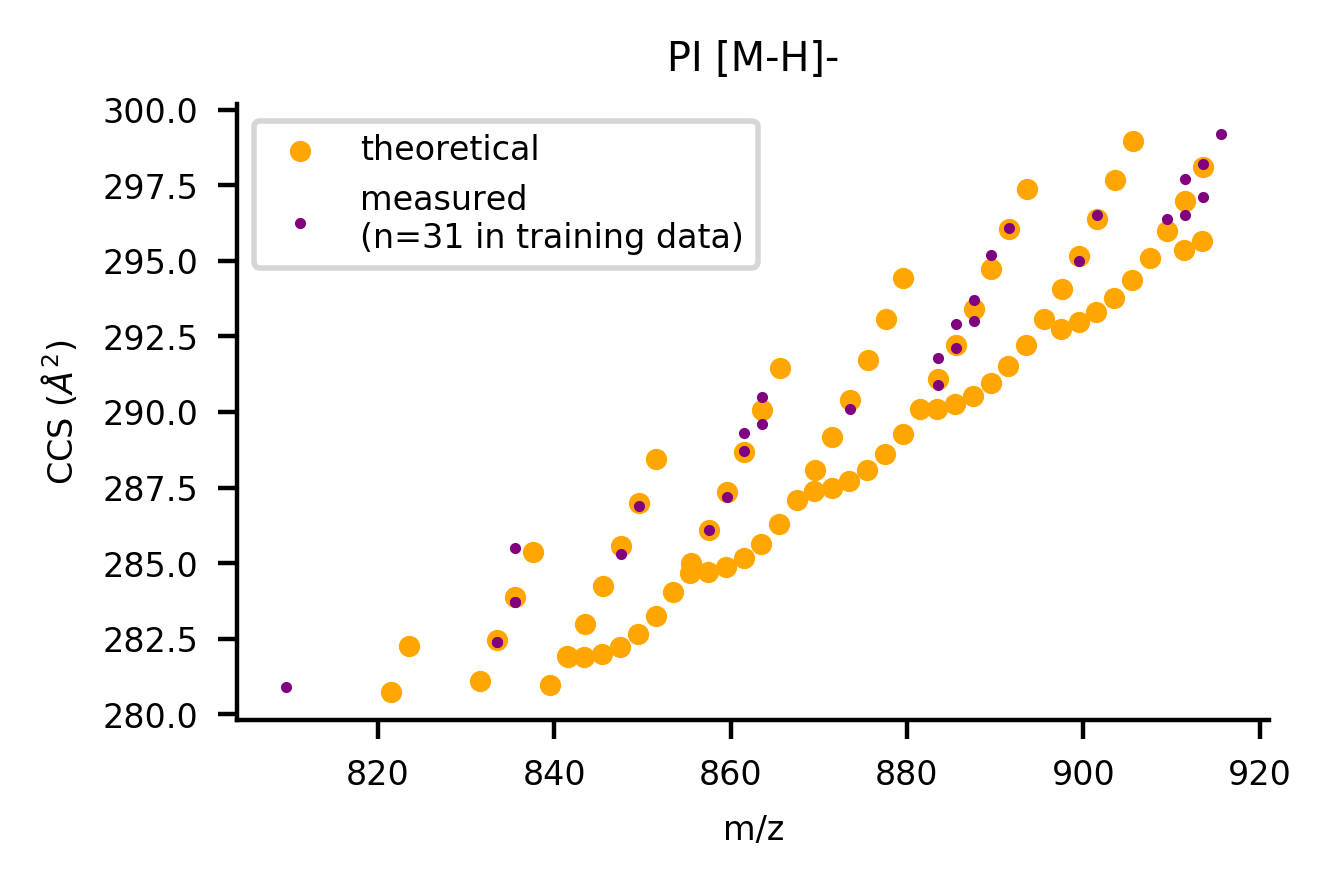 PI [M-H]-
300.0
297.5
295.0
292.5
290.0
287.5
285.0
282.5
280.0
CCS (Å²)
theoretical
measured
(n=31 in training data)
820
840
860
880
900
920
m/z